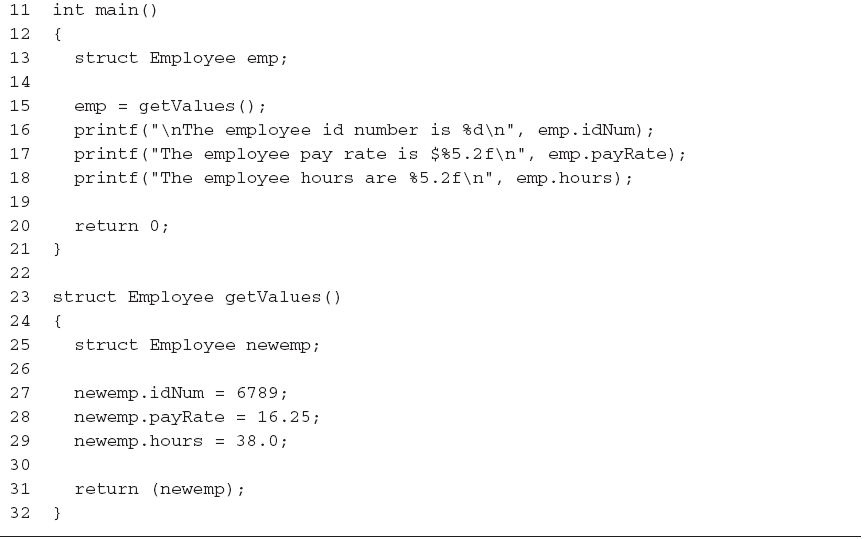 11  int main()
12  {
13    struct Employee emp;
14
15    emp = getValues();
16    printf("\nThe employee id number is %d\n", emp.idNum);
17    printf("The employee pay rate is $%5.2f\n", emp.payRate);
18    printf("The employee hours are %5.2f\n", emp.hours);
19
20    return 0;
21  }
22
23  struct Employee getValues()
24  {
25    struct Employee newemp;
26
27    newemp.idNum = 6789;
28    newemp.payRate = 16.25;
29    newemp.hours = 38.0;
30
31    return (newemp);
32  }